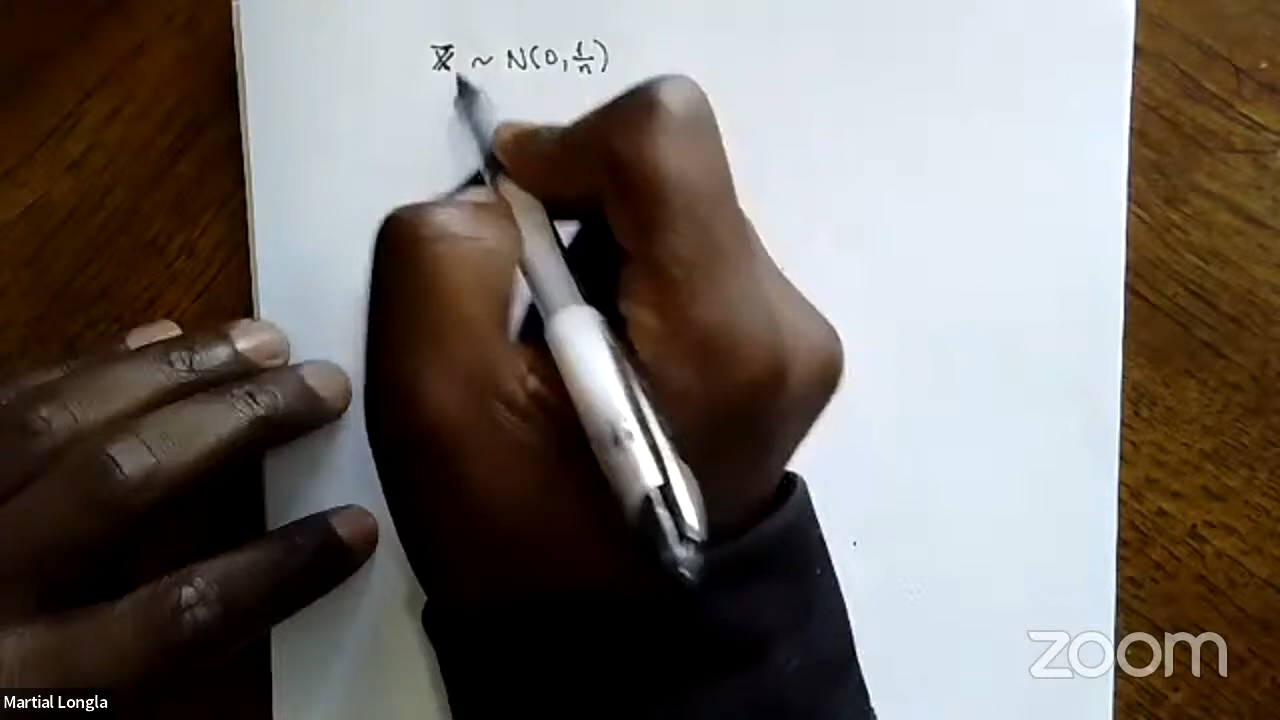 X̄ ~ N(0, 1/n)
zoom
Martial Longla